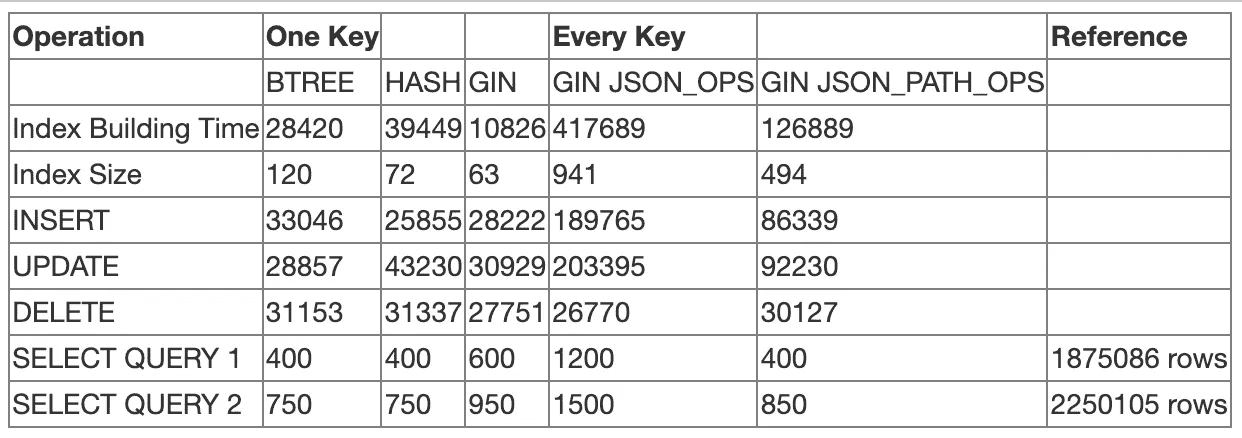 Operation One Key Every Key Reference
BTREE HASH GIN GIN JSON_OPS GIN JSON_PATH_OPS
Index Building Time 28420 39449 10826 417689 126889
Index Size 120 72 63 941 494
INSERT 33046 25855 28222 189765 86339
UPDATE 28857 43230 30929 203395 92230
DELETE 31153 31337 27751 26770 30127
SELECT QUERY 1 400 400 600 1200 400 1875086 rows
SELECT QUERY 2 750 750 950 1500 850 2250105 rows